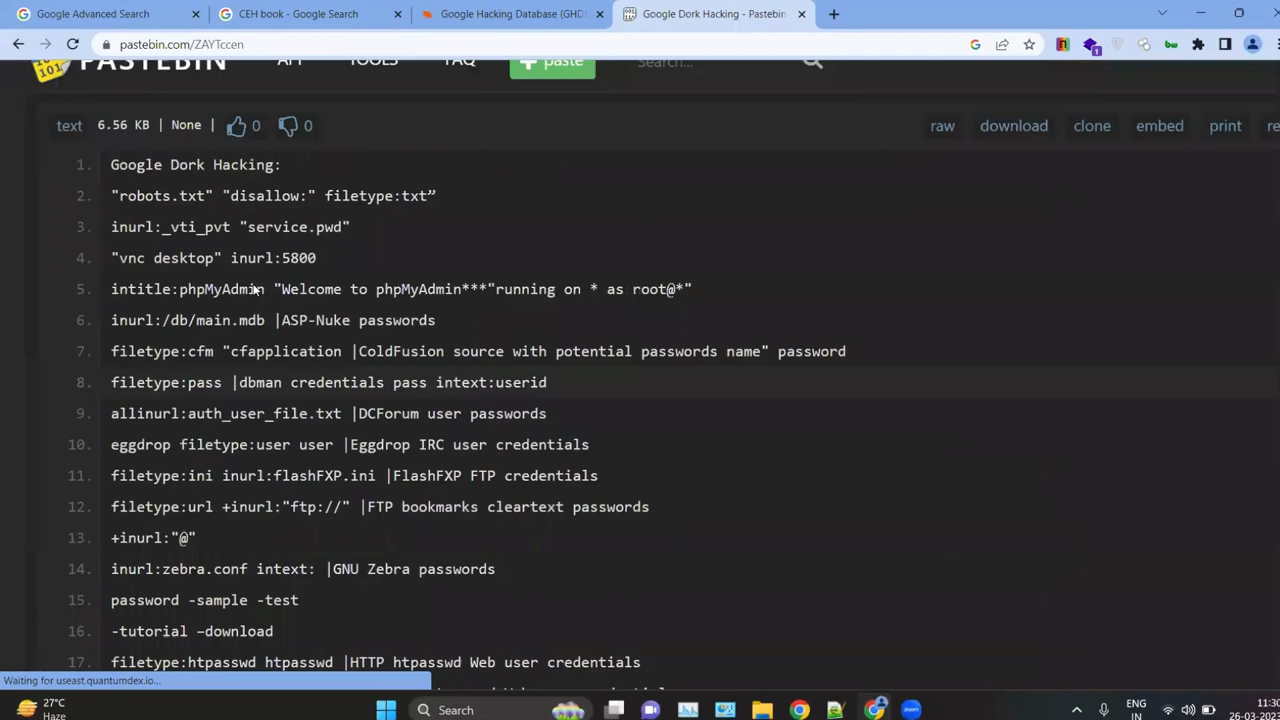 Google Advanced Search
CEH book - Google Search
Google Hacking Database (GHD
Google Dork Hacking - Pastebin
pastebin.com/ZAYTccen
PASTEBIN API TOOLS FAQ + paste Search...
text 6.56 KB | None | 0 0 raw download clone embed print re
1. Google Dork Hacking:
2. "robots.txt" "disallow:" filetype:txt”
3. inurl:_vti_pvt "service.pwd"
4. "vnc desktop" inurl:5800
5. intitle:phpMyAdmin "Welcome to phpMyAdmin***"running on * as root@*"
6. inurl:/db/main.mdb |ASP-Nuke passwords
7. filetype:cfm "cfapplication |ColdFusion source with potential passwords name" password
8. filetype:pass |dbman credentials pass intext:userid
9. allinurl:auth_user_file.txt |DCForum user passwords
10. eggdrop filetype:user user |Eggdrop IRC user credentials
11. filetype:ini inurl:flashFXP.ini |FlashFXP FTP credentials
12. filetype:url +inurl:"ftp://" |FTP bookmarks cleartext passwords
13. +inurl:"@"
14. inurl:zebra.conf intext: |GNU Zebra passwords
15. password -sample -test
16. -tutorial –download
17. filetype:htpasswd htpasswd |HTTP htpasswd Web user credentials
Waiting for useast.quantumdex.io...
27°C
Haze
Search
ENG
IN
11:3
26-03-2023